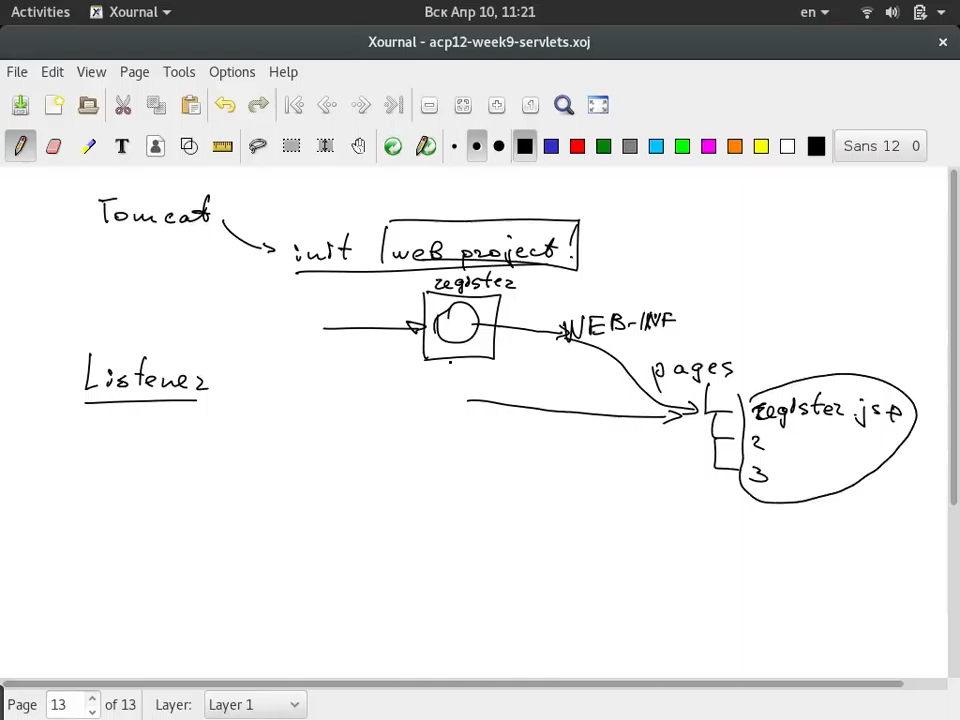 Activities Xournal Вск Апр 10, 11:21 en
Xournal - acp12-week9-servlets.xoj
File Edit View Page Tools Options Help
Sans 12 0
Tomcat
init web project!
register
WEB-INF
pages
Listener
register.jsp
2
3
Page 13 of 13 Layer: Layer 1